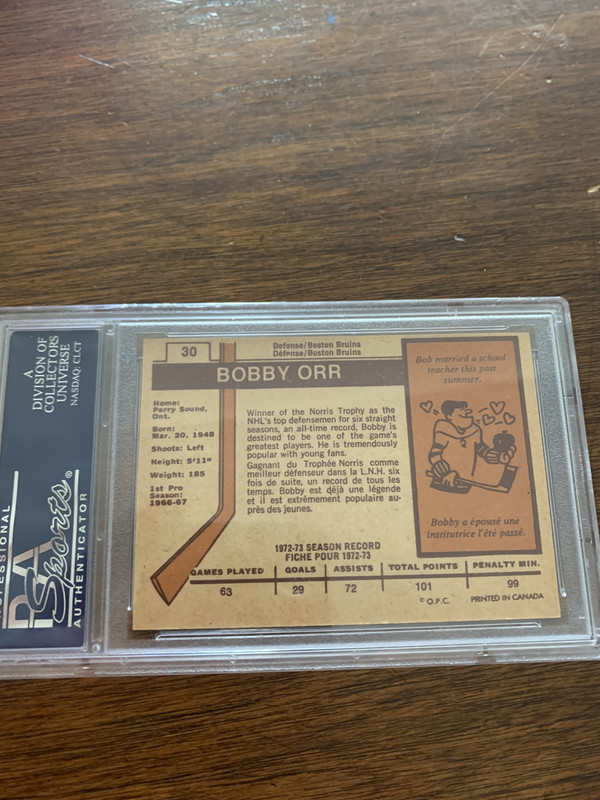 A
DIVISION OF
COLLECTORS
UNIVERSE
NASDAQ: CLCT
PSA
Sports®
AUTHENTICATOR
30
Defense/Boston Bruins
Défense/Boston Bruins
BOBBY ORR
Home:
Parry Sound,
Ont.
Born:
Mar. 20, 1948
Shoots: Left
Height: 5'11"
Weight: 185
1st Pro
Season:
1966-67
Winner of the Norris Trophy as the
NHL's top defensemen for six straight
seasons, an all-time record, Bobby is
destined to be one of the game's
greatest players. He is tremendously
popular with young fans.
Gagnant du Trophée Norris comme
meilleur défenseur dans la L.N.H. six
fois de suite, un record de tous les
temps. Bobby est déjà une légende
et il est extrêmement populaire au-
près des jeunes.
Bob married a school
teacher this past
summer.
Bobby a épousé une
institutrice l'été passé.
1972-73 SEASON RECORD
FICHE POUR 1972-73
GAMES PLAYED GOALS ASSISTS TOTAL POINTS PENALTY MIN.
63 29 72 101 99
© O.P.C. PRINTED IN CANADA